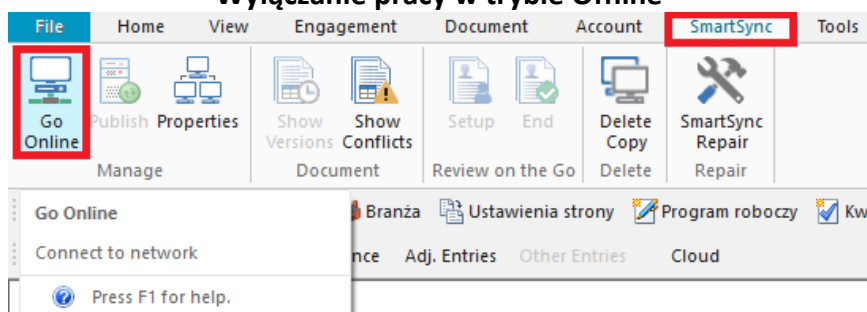 Wyłączanie pracy w trybie Offline
File Home View Engagement Document Account SmartSync Tools
Go Online Publish Properties Show Versions Show Conflicts Setup End Delete Copy SmartSync Repair
Manage Document Review on the Go Delete Repair
Go Online Branża Ustawienia strony Program roboczy Kw
Connect to network nce Adj. Entries Other Entries Cloud
Press F1 for help.